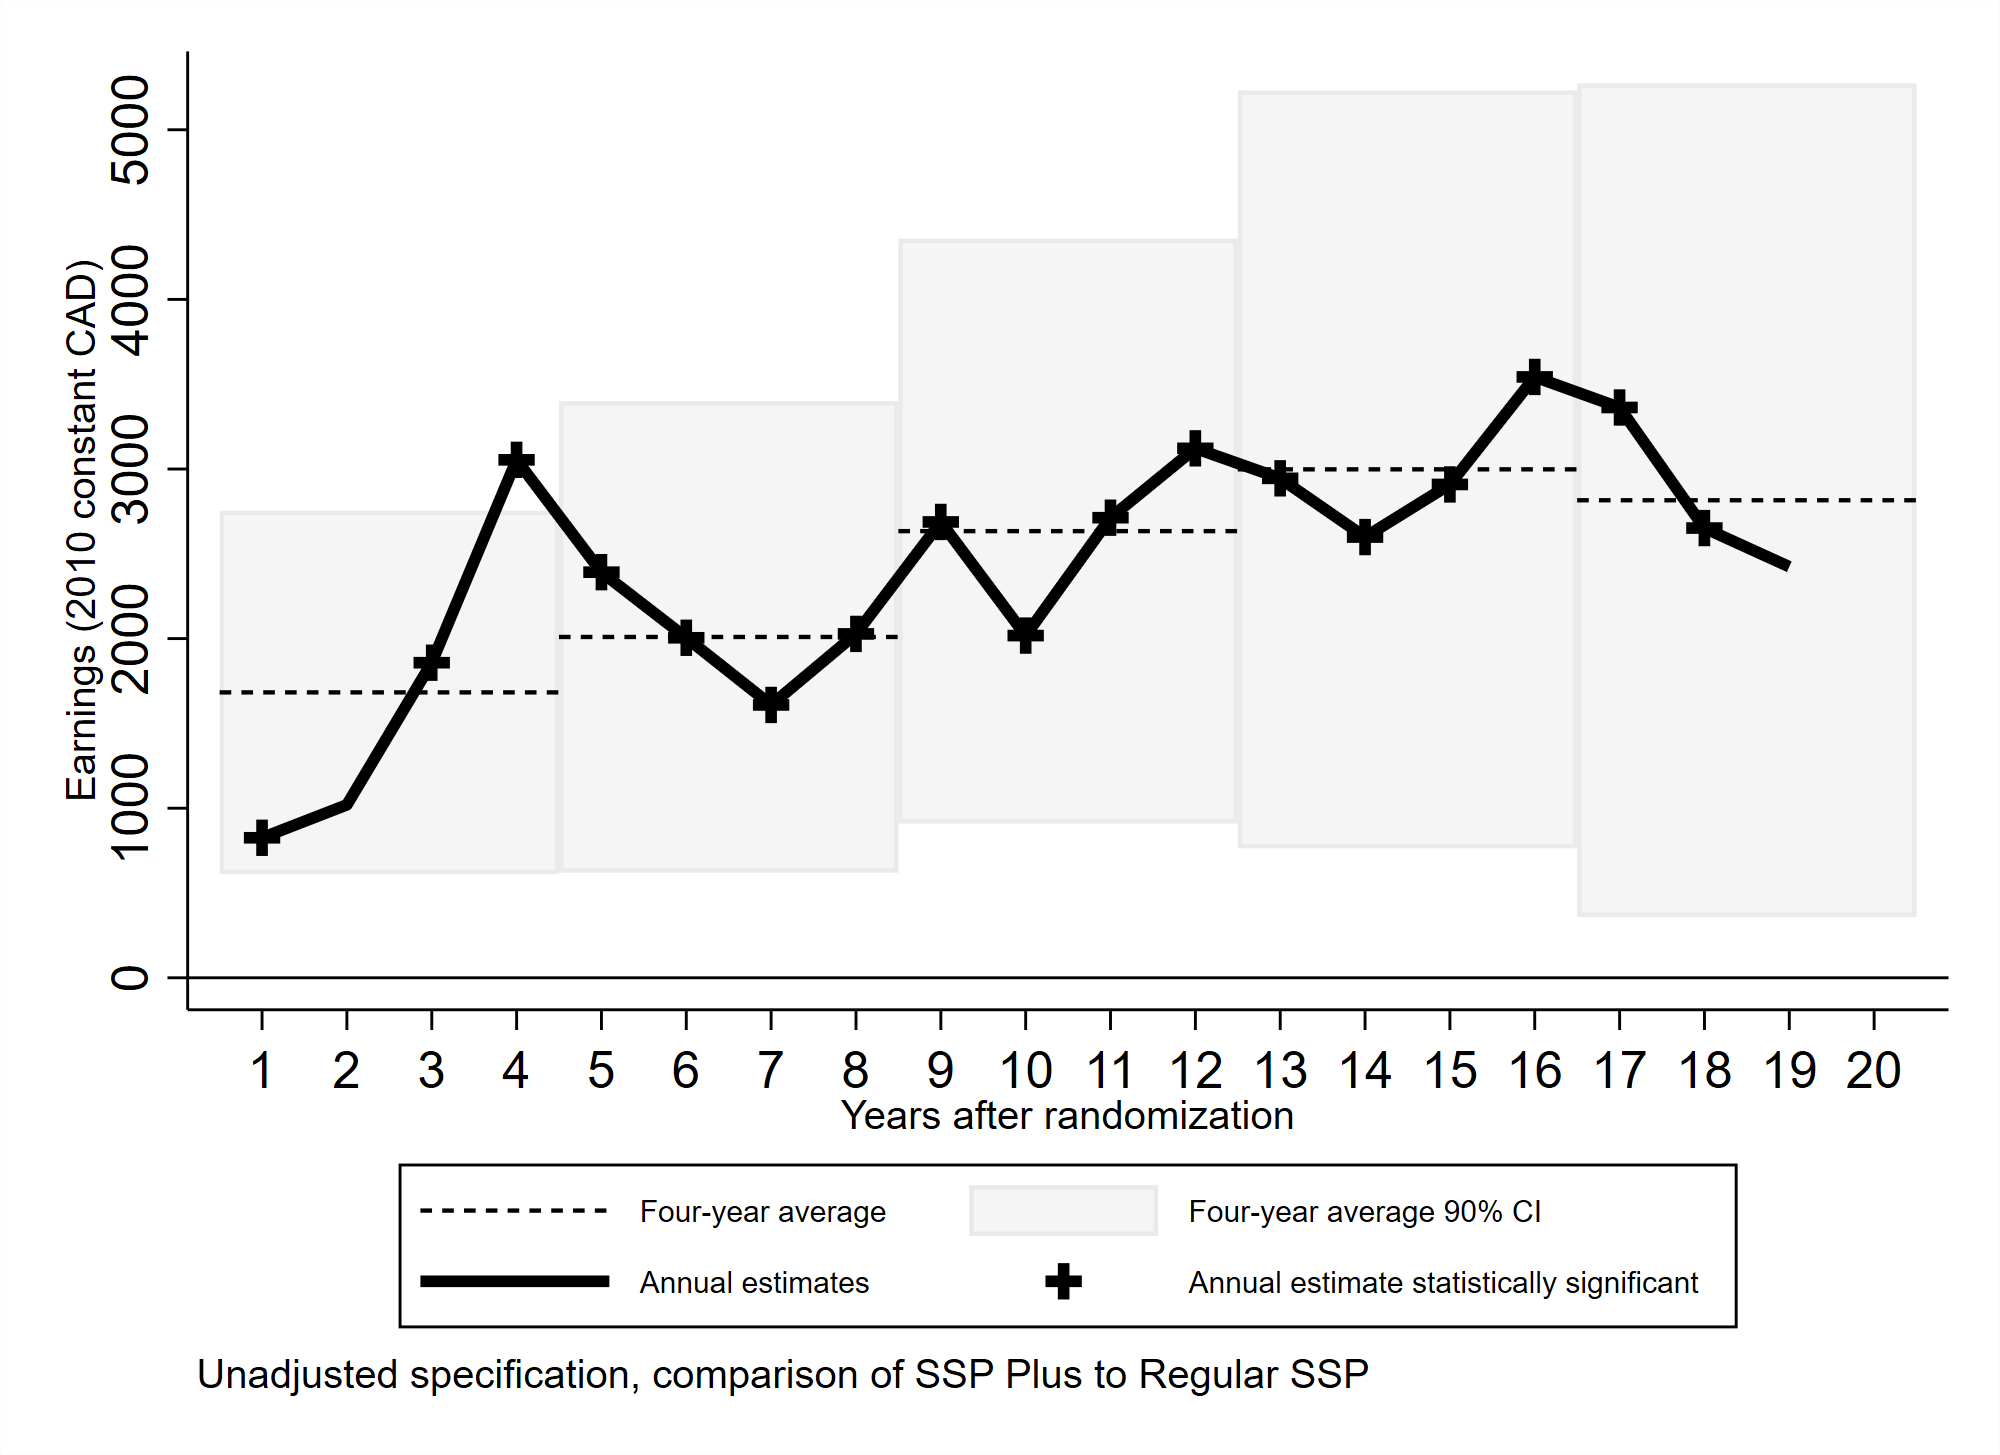 Earnings (2010 constant CAD)
5000
4000
3000
2000
1000
0
1 2 3 4 5 6 7 8 9 10 11 12 13 14 15 16 17 18 19 20
Years after randomization
Four-year average
Four-year average 90% CI
Annual estimates
Annual estimate statistically significant
Unadjusted specification, comparison of SSP Plus to Regular SSP